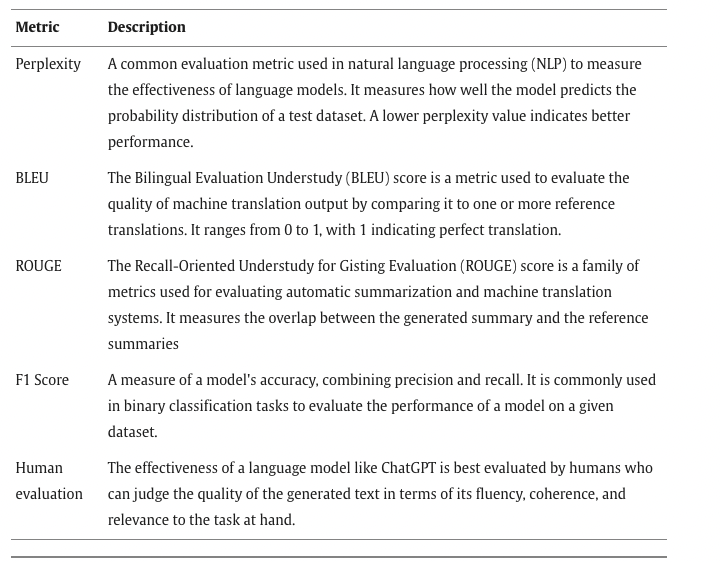 Metric Description
Perplexity A common evaluation metric used in natural language processing (NLP) to measure
the effectiveness of language models. It measures how well the model predicts the
probability distribution of a test dataset. A lower perplexity value indicates better
performance.
BLEU The Bilingual Evaluation Understudy (BLEU) score is a metric used to evaluate the
quality of machine translation output by comparing it to one or more reference
translations. It ranges from 0 to 1, with 1 indicating perfect translation.
ROUGE The Recall-Oriented Understudy for Gisting Evaluation (ROUGE) score is a family of
metrics used for evaluating automatic summarization and machine translation
systems. It measures the overlap between the generated summary and the reference
summaries
F1 Score A measure of a model's accuracy, combining precision and recall. It is commonly used
in binary classification tasks to evaluate the performance of a model on a given
dataset.
Human The effectiveness of a language model like ChatGPT is best evaluated by humans who
evaluation can judge the quality of the generated text in terms of its fluency, coherence, and
relevance to the task at hand.